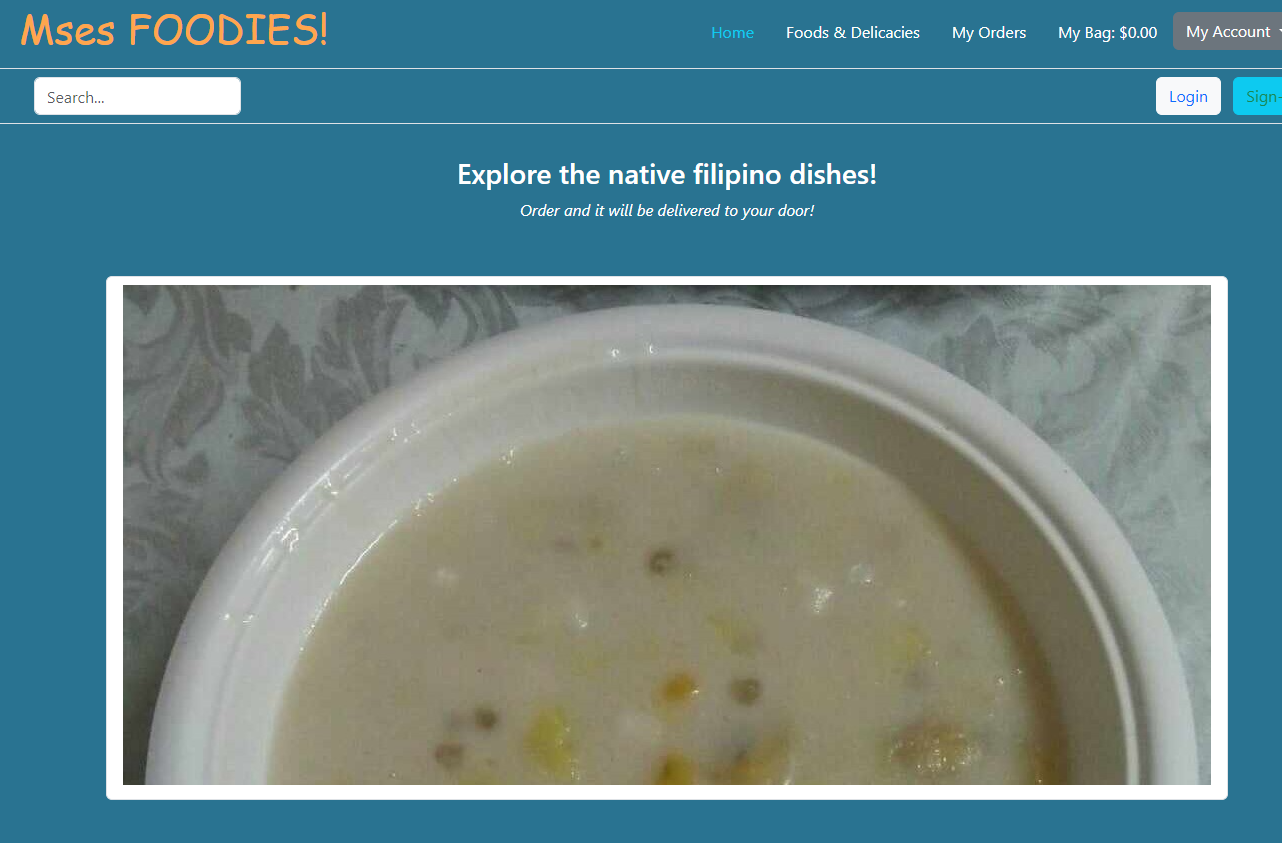 Mses FOODIES!
Home Foods & Delicacies My Orders My Bag: $0.00 My Account
Search...
Login Sign-
Explore the native filipino dishes!
Order and it will be delivered to your door!